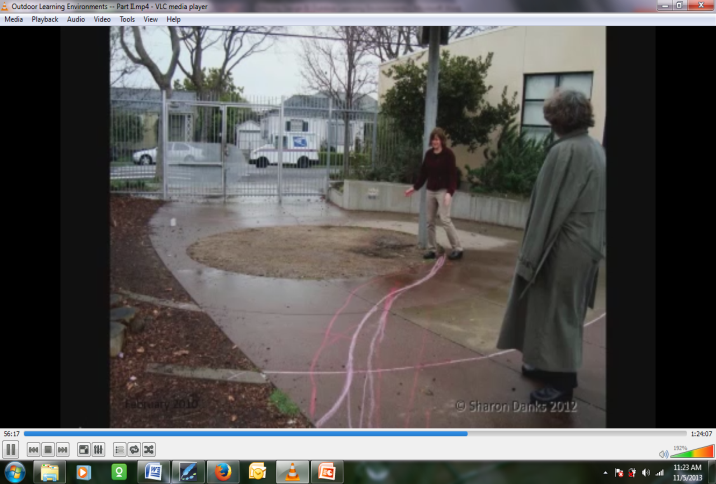 Outdoor Learning Environments -- Part II.mp4 - VLC media player
Media Playback Audio Video Tools View Help
February 2010
© Sharon Danks 2012
56:17
1:24:07
192%
11:23 AM
11/5/2013